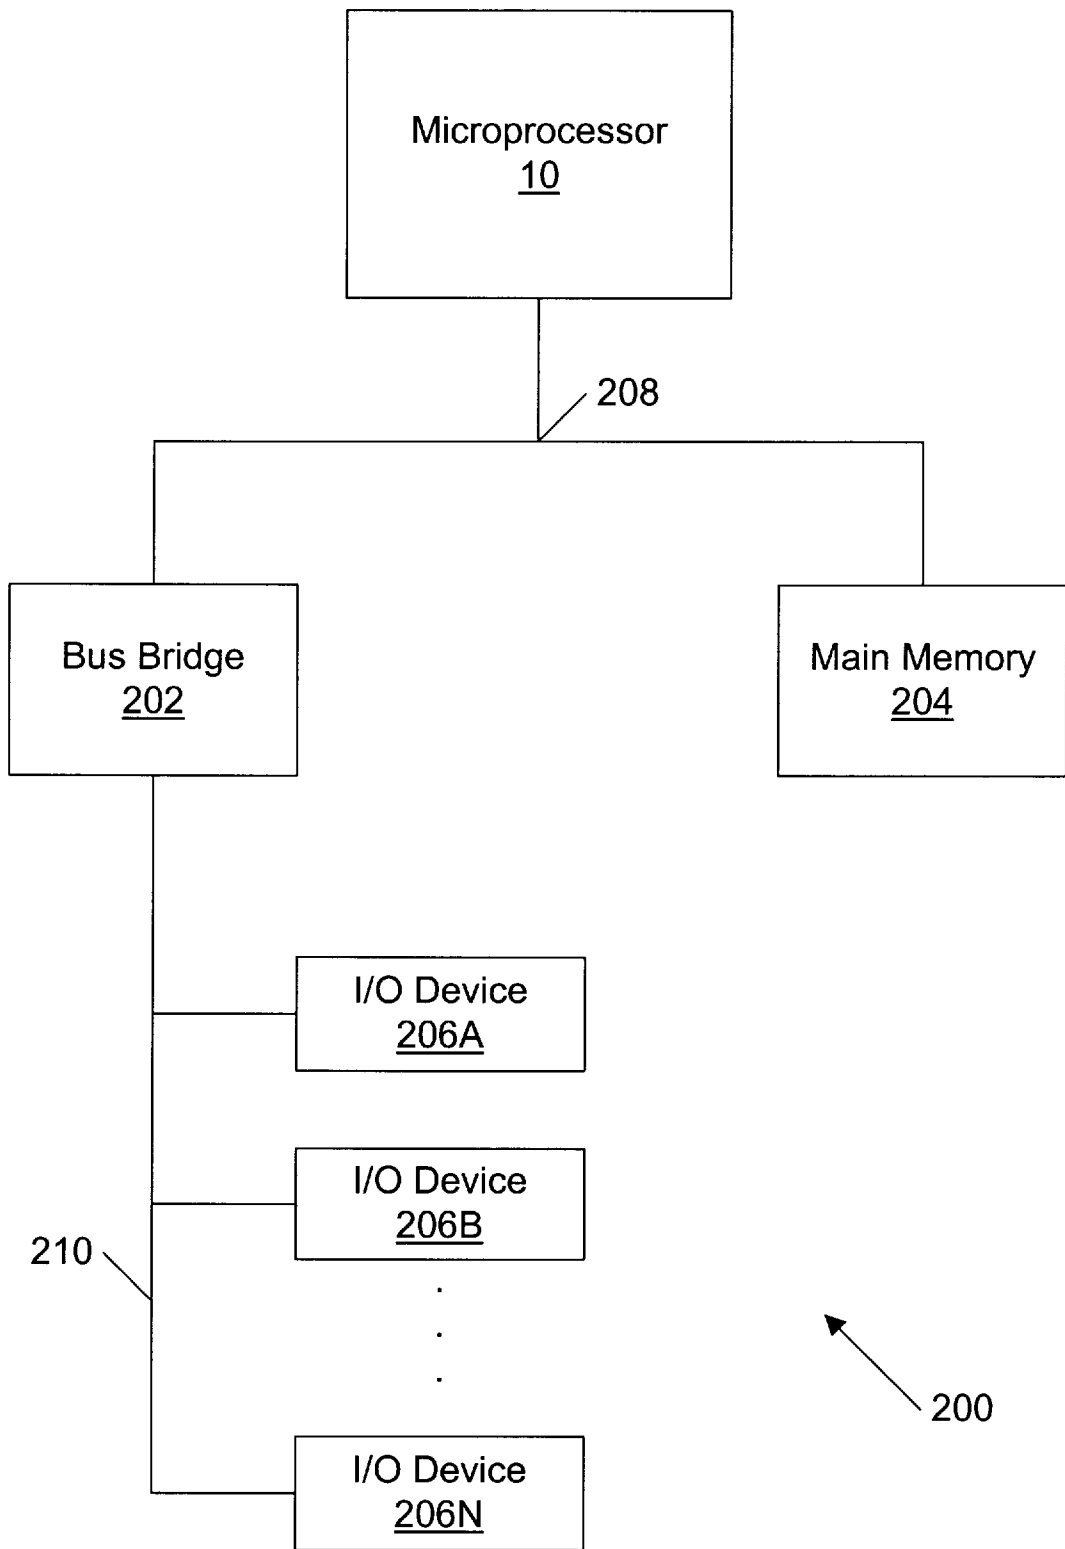 Microprocessor
10
208
Bus Bridge
202
Main Memory
204
I/O Device
206A
I/O Device
206B
210
.
.
.
200
I/O Device
206N